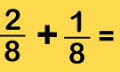 2/8 + 1/8 =